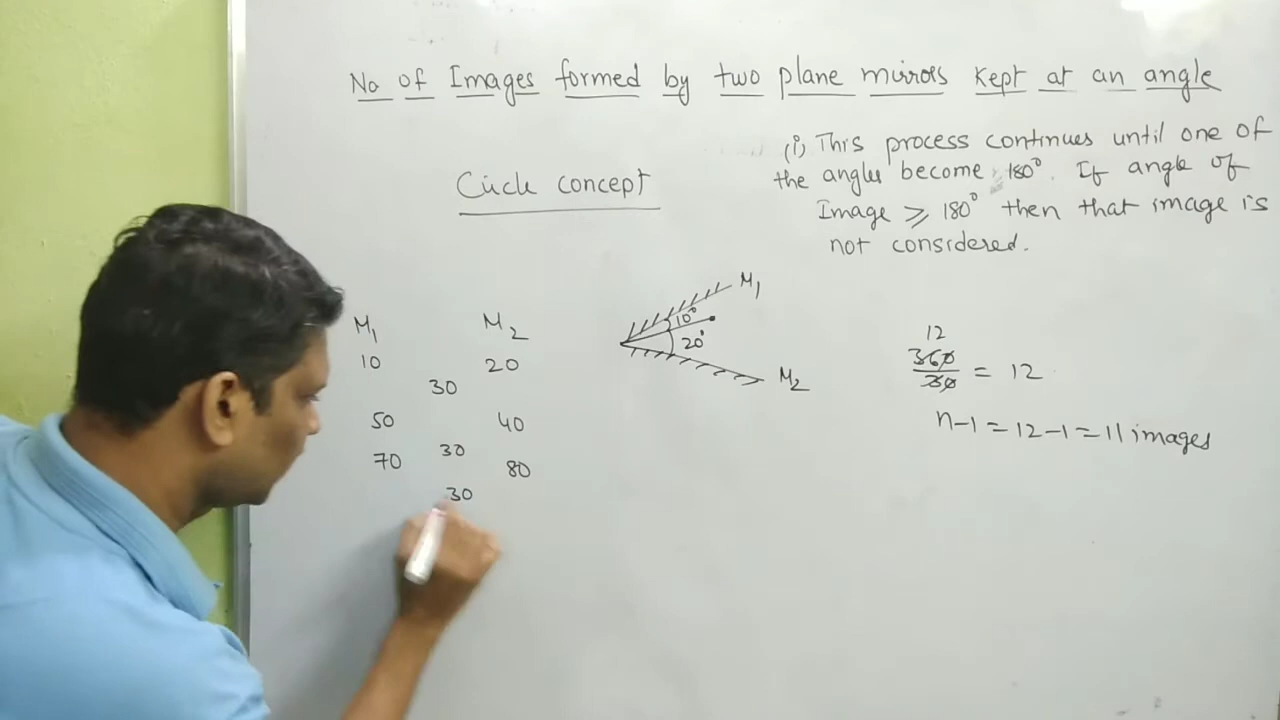 No of Images formed by two plane mirrors kept at an angle
Circle concept
(i) This process continues until one of
the angles become 180°. If angle of
Image ≥ 180° then that image is
not considered.
M₁ M₂
10 20
30
50 40
30
70 80
30
M₁
10°
20°
M₂
12
360/30 = 12
n-1 = 12-1 = 11 images